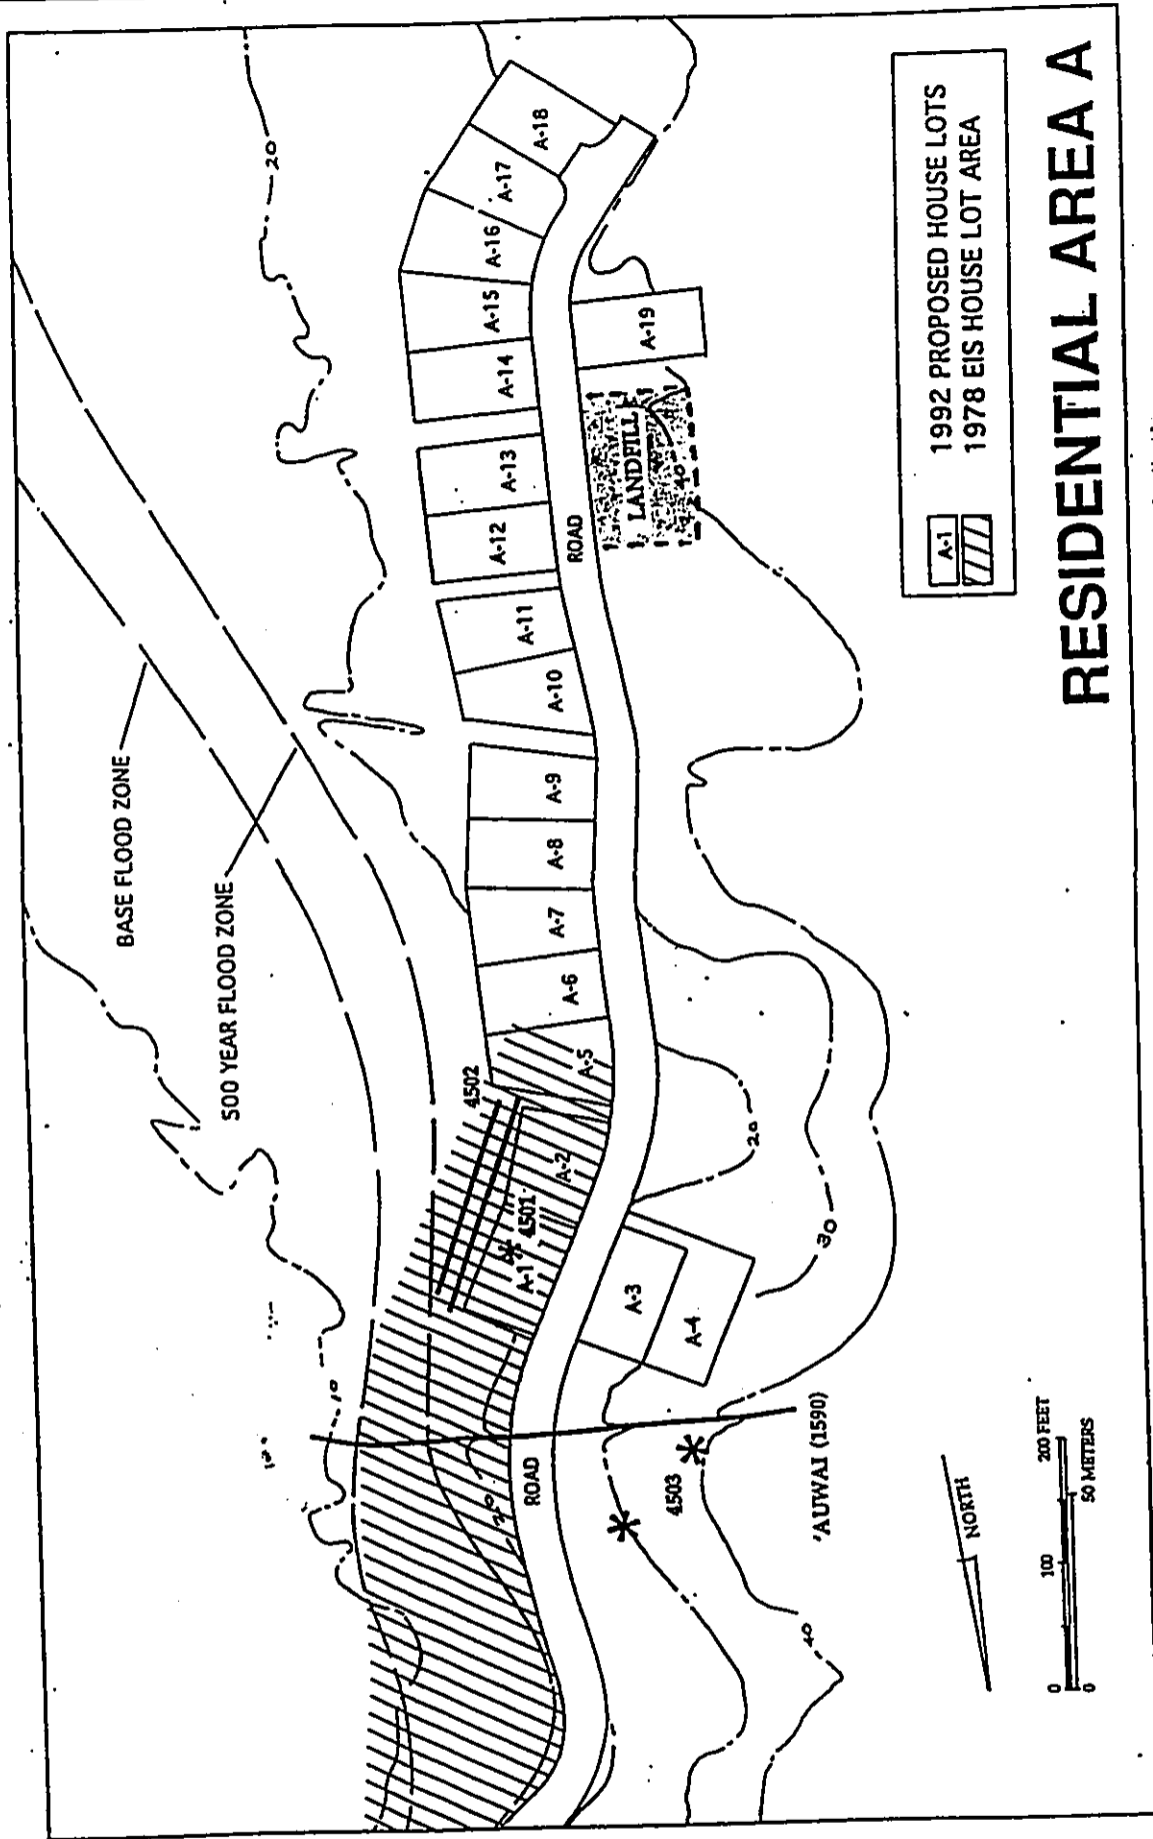 BASE FLOOD ZONE
500 YEAR FLOOD ZONE
20
10
30
20
30
40
40
4502
4501
4503
A-1
A-2
A-3
A-4
A-5
A-6
A-7
A-8
A-9
A-10
A-11
A-12
A-13
A-14
A-15
A-16
A-17
A-18
A-19
ROAD
ROAD
LANDFILL
'AUWAI (1590)
NORTH
0 100 200 FEET
0 50 METERS
A-1 1992 PROPOSED HOUSE LOTS
1978 EIS HOUSE LOT AREA
RESIDENTIAL AREA A